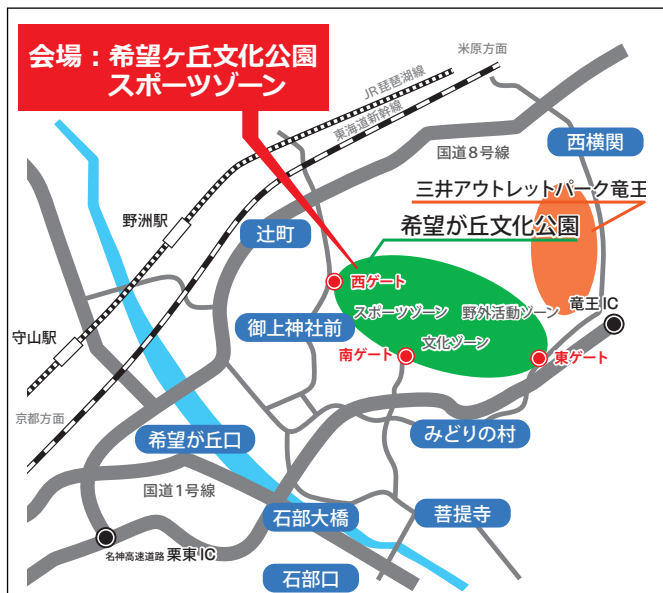 会場：希望ヶ丘文化公園
スポーツゾーン
米原方面
JR琵琶湖線
東海道新幹線
国道8号線
西横関
三井アウトレットパーク竜王
野洲駅
辻町
希望が丘文化公園
西ゲート
スポーツゾーン
野外活動ゾーン
竜王IC
守山駅
御上神社前
南ゲート
文化ゾーン
東ゲート
京都方面
希望が丘口
みどりの村
国道1号線
石部大橋
菩提寺
名神高速道路 栗東IC
石部口